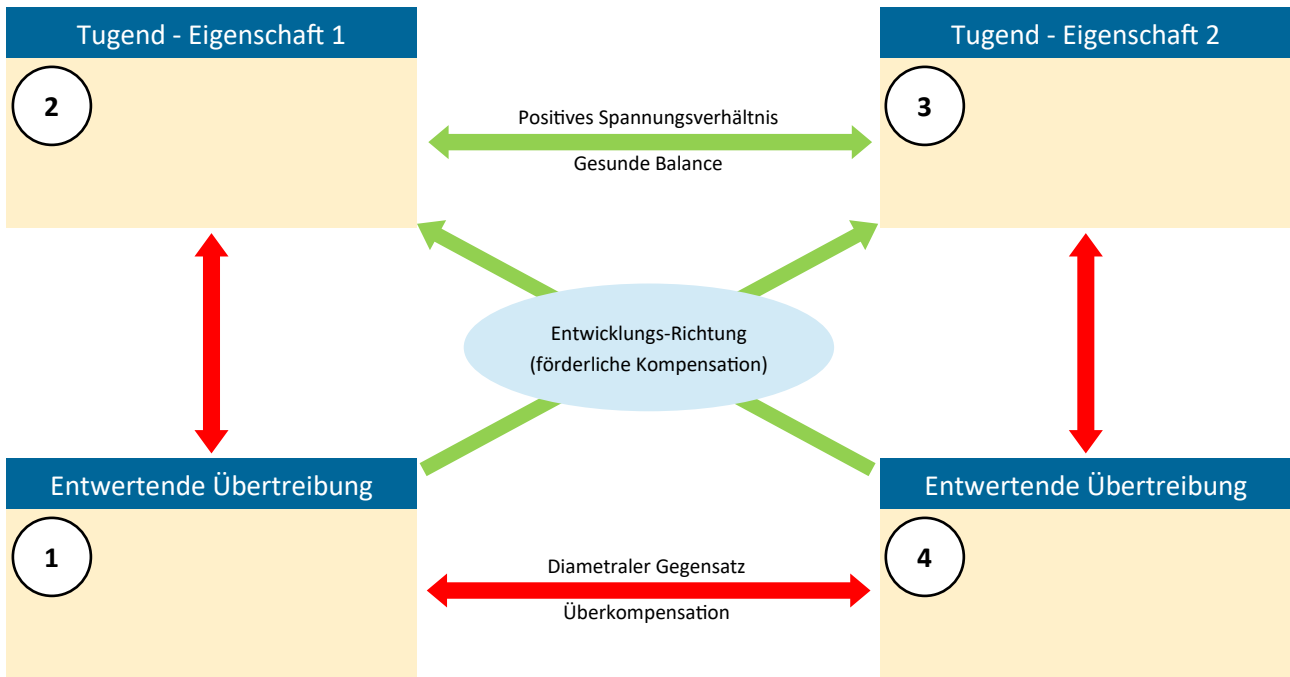 Tugend - Eigenschaft 1
Tugend - Eigenschaft 2
2
3
Positives Spannungsverhältnis
Gesunde Balance
Entwicklungs-Richtung
(förderliche Kompensation)
Entwertende Übertreibung
Entwertende Übertreibung
1
4
Diametraler Gegensatz
Überkompensation